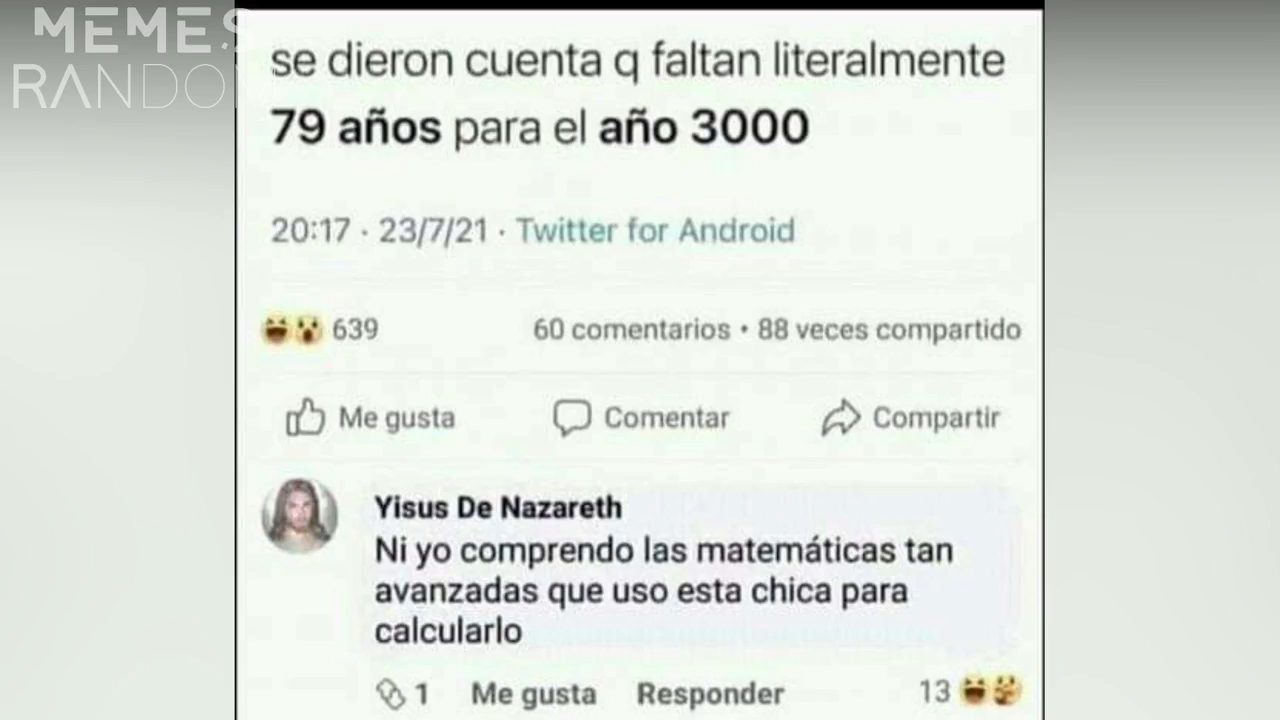 MEMES
RANDO
se dieron cuenta q faltan literalmente
79 años para el año 3000
20:17 · 23/7/21 · Twitter for Android
639
60 comentarios • 88 veces compartido
Me gusta
Comentar
Compartir
Yisus De Nazareth
Ni yo comprendo las matemáticas tan
avanzadas que uso esta chica para
calcularlo
1 Me gusta Responder 13